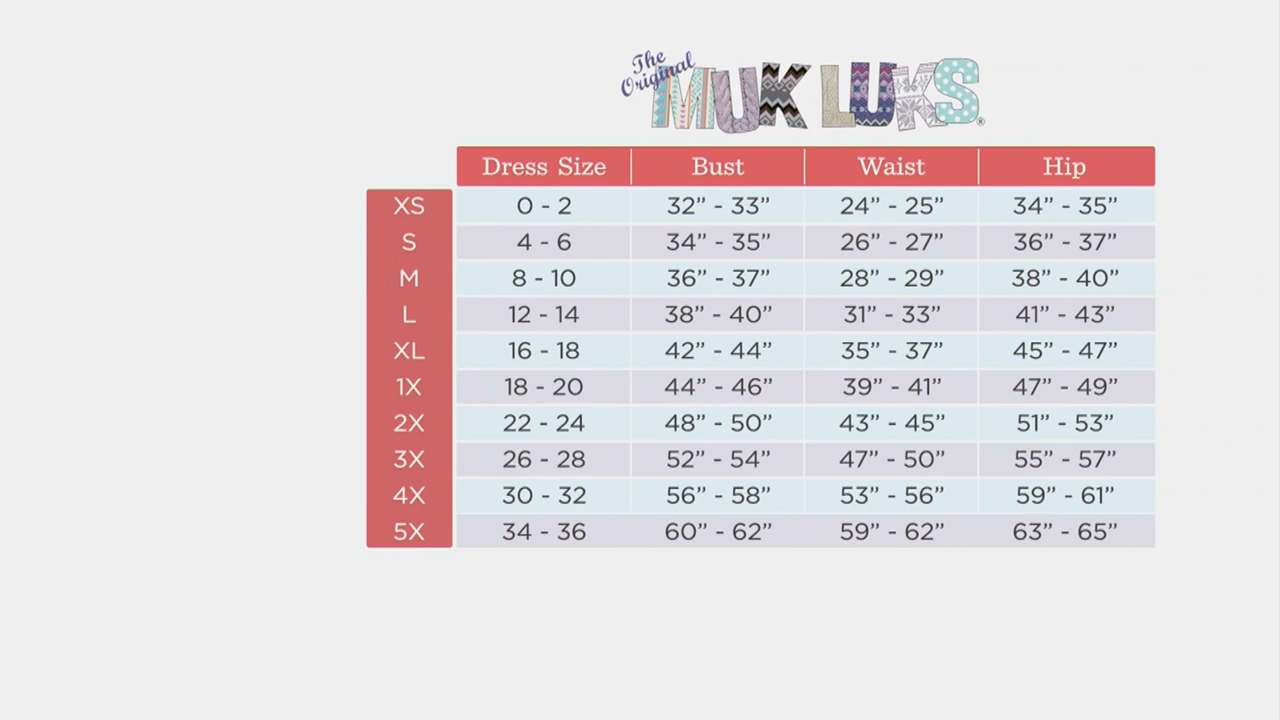 The Original MUK LUKS®
Dress Size Bust Waist Hip
XS 0 - 2 32” - 33” 24” - 25” 34” - 35”
S 4 - 6 34” - 35” 26” - 27” 36” - 37”
M 8 - 10 36” - 37” 28” - 29” 38” - 40”
L 12 - 14 38” - 40” 31” - 33” 41” - 43”
XL 16 - 18 42” - 44” 35” - 37” 45” - 47”
1X 18 - 20 44” - 46” 39” - 41” 47” - 49”
2X 22 - 24 48” - 50” 43” - 45” 51” - 53”
3X 26 - 28 52” - 54” 47” - 50” 55” - 57”
4X 30 - 32 56” - 58” 53” - 56” 59” - 61”
5X 34 - 36 60” - 62” 59” - 62” 63” - 65”